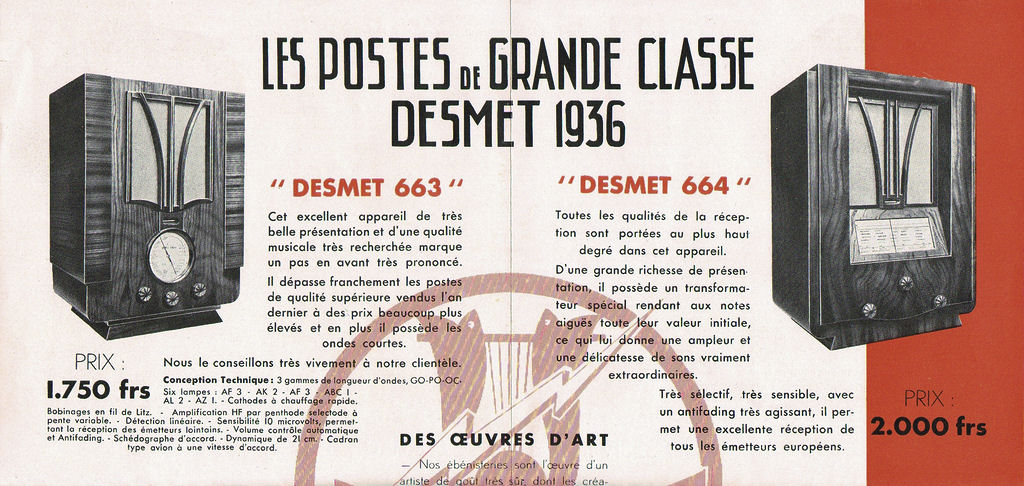 LES POSTES DE GRANDE CLASSE
DESMET 1936
"DESMET 663"
Cet excellent appareil de très
belle présentation et d'une qualité
musicale très recherchée marque
un pas en avant très prononcé.
Il dépasse franchement les postes
de qualité supérieure vendus l'an
dernier à des prix beaucoup plus
élevés et en plus il possède les
ondes courtes.
Nous le conseillons très vivement à notre clientèle.
PRIX :
1.750 frs
Conception Technique : 3 gammes de longueur d'ondes, GO-PO-OC.
Six lampes : AF 3 - AK 2 - AF 3 - ABC 1 -
AL 2 - AZ 1. - Cathodes à chauffage rapide.
Bobinages en fil de Litz. - Amplification HF par penthode selectode à
pente variable. - Détection linéaire. - Sensibilité 10 microvolts, permet-
tant la réception des émetteurs lointains. - Volume contrôle automatique
et Antifading. - Schédographe d'accord. - Dynamique de 21 cm. - Cadran
type avion à une vitesse d'accord.
"DESMET 664"
Toutes les qualités de la récep-
tion sont portées au plus haut
degré dans cet appareil.
D'une grande richesse de présen-
tation, il possède un transforma-
teur spécial rendant aux notes
aiguës toute leur valeur initiale,
ce qui lui donne une ampleur et
une délicatesse de sons vraiment
extraordinaires.
Très sélectif, très sensible, avec
un antifading très agissant, il per-
met une excellente réception de
tous les émetteurs européens.
PRIX :
2.000 frs
DES ŒUVRES D'ART
— Nos ébénisteries sont l'œuvre d'un
artiste de goût très sûr, dont les créa-